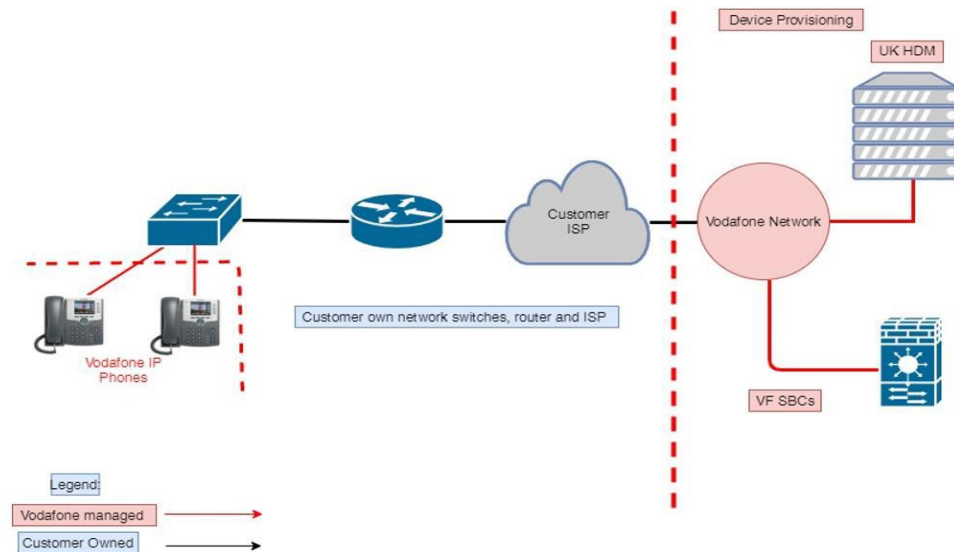 Device Provisioning
UK HDM
Customer
ISP
Vodafone Network
Customer own network switches, router and ISP
Vodafone IP
Phones
VF SBCs
Legend:
Vodafone managed
Customer Owned